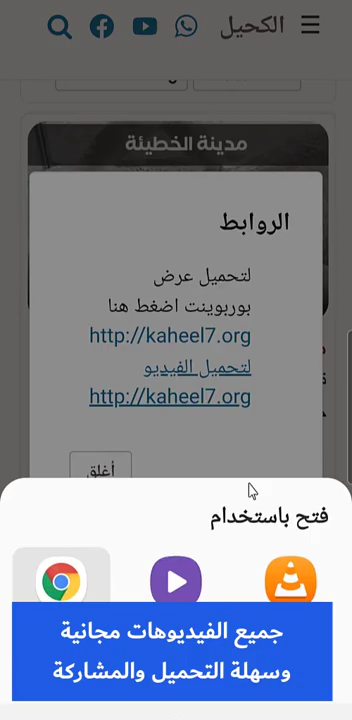 الكحيل
مدينة الخطيئة
الروابط
لتحميل عرض
بوربوينت اضغط هنا
http://kaheel7.org
لتحميل الفيديو
http://kaheel7.org
أغلق
فتح باستخدام
جميع الفيديوهات مجانية
وسهلة التحميل والمشاركة